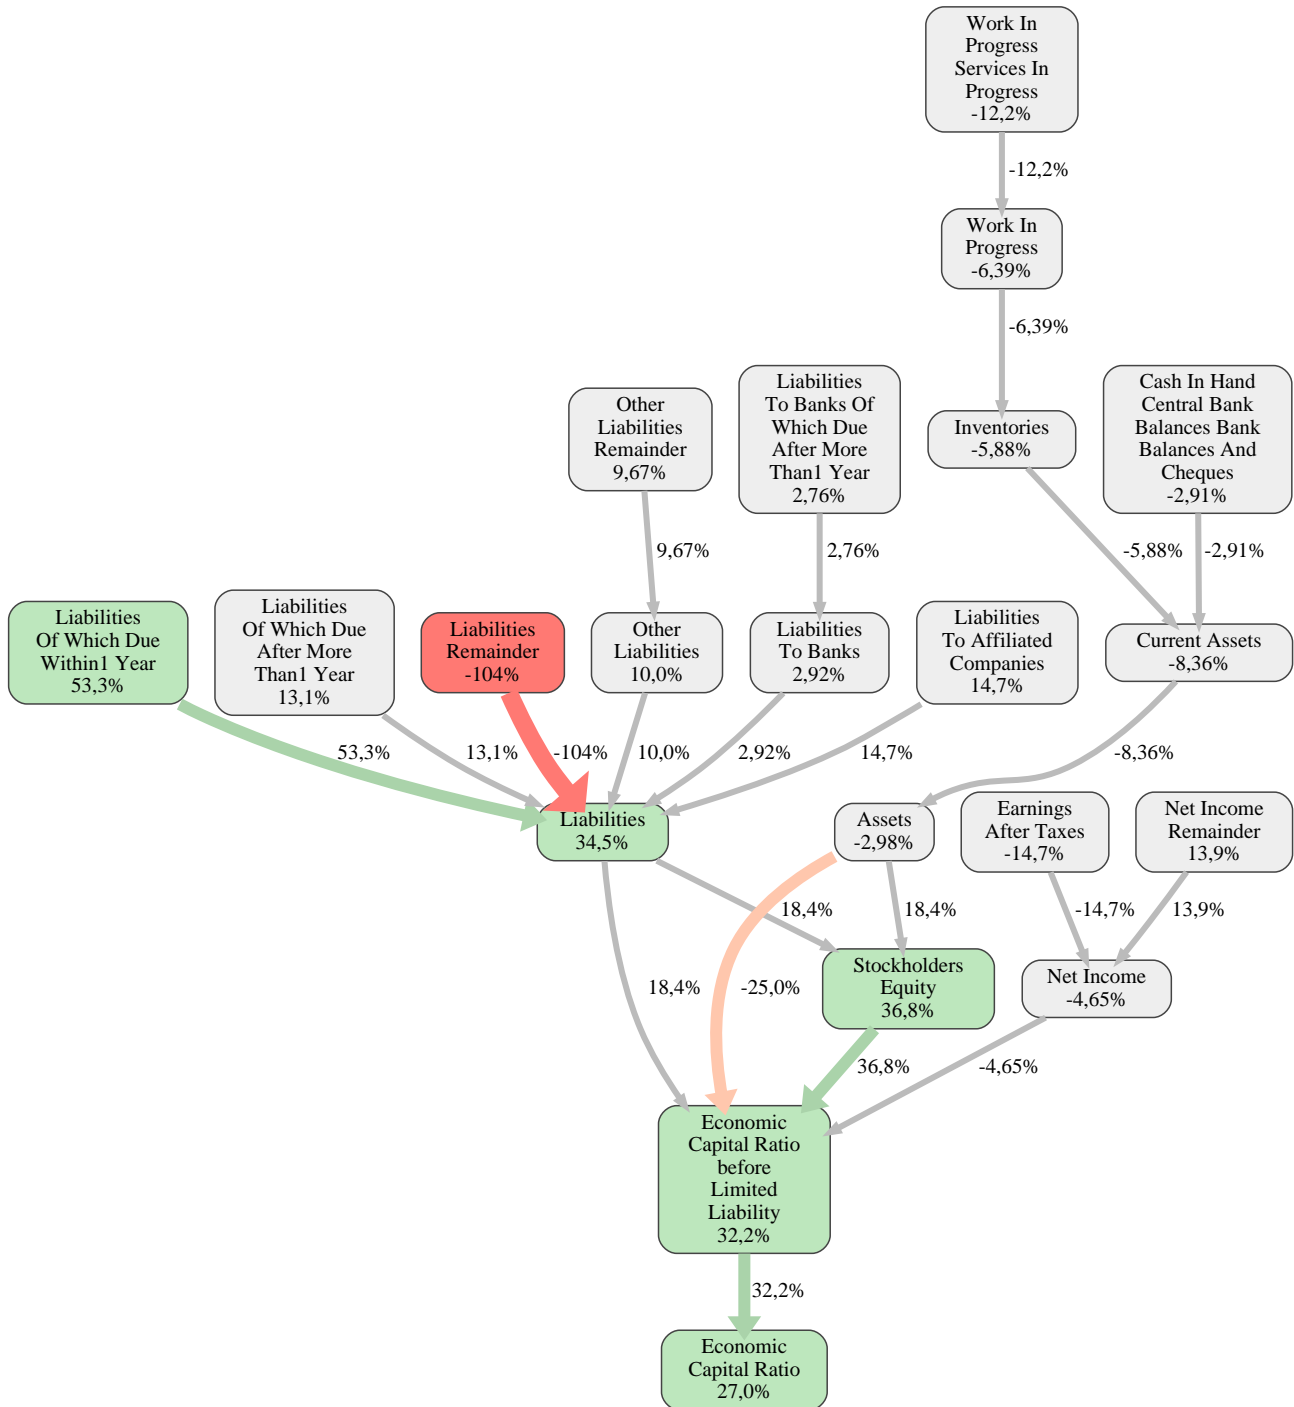 Work In
Progress
Services In
Progress
-12,2%
-12,2%
Work In
Progress
-6,39%
-6,39%
Other
Liabilities
Remainder
9,67%
Liabilities
To Banks Of
Which Due
After More
Than1 Year
2,76%
Inventories
-5,88%
Cash In Hand
Central Bank
Balances Bank
Balances And
Cheques
-2,91%
9,67%
2,76%
-5,88%
-2,91%
Liabilities
Of Which Due
Within1 Year
53,3%
Liabilities
Of Which Due
After More
Than1 Year
13,1%
Liabilities
Remainder
-104%
Other
Liabilities
10,0%
Liabilities
To Banks
2,92%
Liabilities
To Affiliated
Companies
14,7%
Current Assets
-8,36%
53,3%
13,1%
-104%
10,0%
2,92%
14,7%
-8,36%
Liabilities
34,5%
Assets
-2,98%
Earnings
After Taxes
-14,7%
Net Income
Remainder
13,9%
18,4%
18,4%
-14,7%
13,9%
Stockholders
Equity
36,8%
Net Income
-4,65%
18,4%
-25,0%
36,8%
-4,65%
Economic
Capital Ratio
before
Limited
Liability
32,2%
32,2%
Economic
Capital Ratio
27,0%